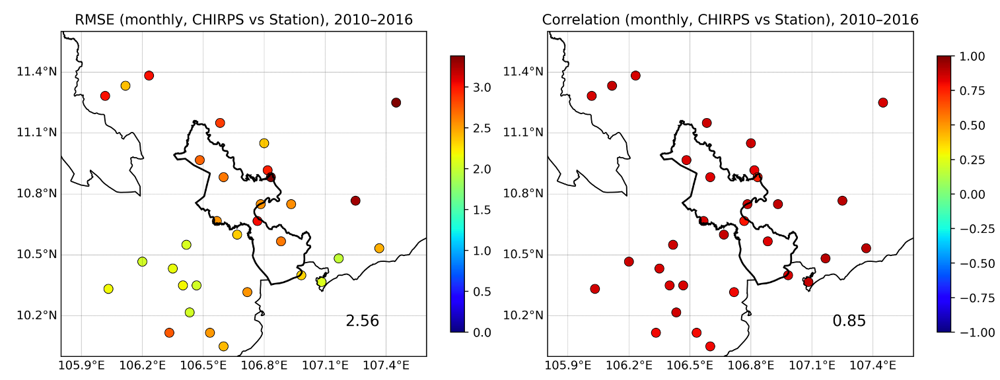 RMSE (monthly, CHIRPS vs Station), 2010–2016
11.4°N
11.1°N
10.8°N
10.5°N
10.2°N
105.9°E 106.2°E 106.5°E 106.8°E 107.1°E 107.4°E
2.56
3.0
2.5
2.0
1.5
1.0
0.5
0.0
Correlation (monthly, CHIRPS vs Station), 2010–2016
11.4°N
11.1°N
10.8°N
10.5°N
10.2°N
105.9°E 106.2°E 106.5°E 106.8°E 107.1°E 107.4°E
0.85
1.00
0.75
0.50
0.25
0.00
−0.25
−0.50
−0.75
−1.00